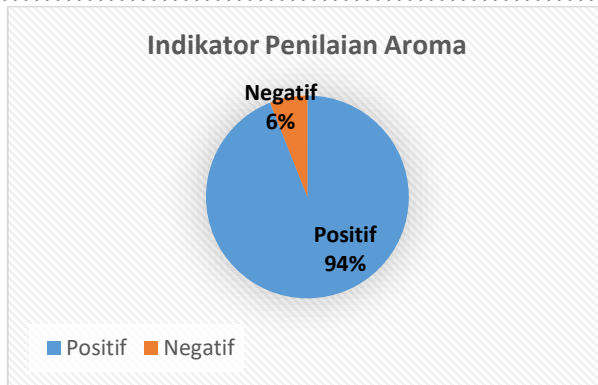 Indikator Penilaian Aroma
Negatif
6%
Positif
94%
Positif Negatif